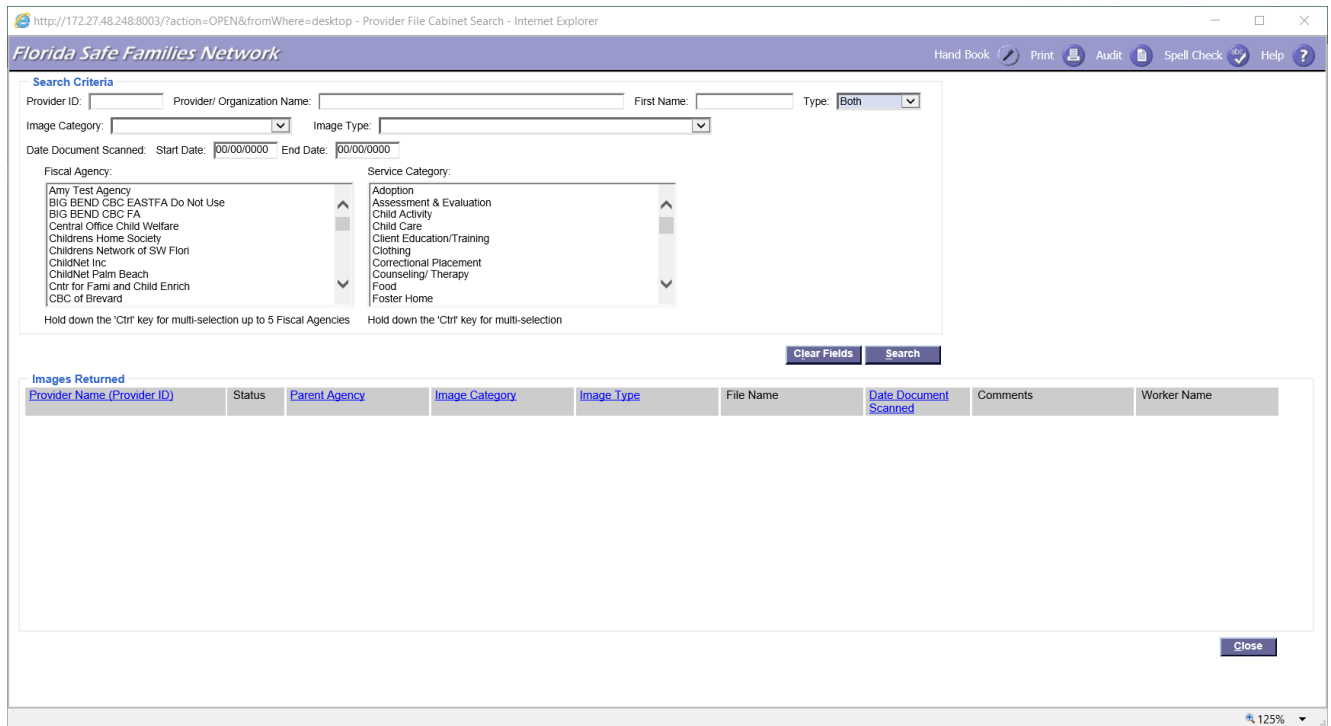 http://172.27.48.248:8003/?action=OPEN&fromWhere=desktop - Provider File Cabinet Search - Internet Explorer
Florida Safe Families Network Hand Book Print Audit Spell Check abc Help ?
Search Criteria
Provider ID: Provider/ Organization Name: First Name: Type: Both
Image Category: Image Type:
Date Document Scanned: Start Date: 00/00/0000 End Date: 00/00/0000
Fiscal Agency: Service Category:
Amy Test Agency Adoption
BIG BEND CBC EASTFA Do Not Use Assessment & Evaluation
BIG BEND CBC FA Child Activity
Central Office Child Welfare Child Care
Childrens Home Society Client Education/Training
Childrens Network of SW Flori Clothing
ChildNet Inc Correctional Placement
ChildNet Palm Beach Counseling/ Therapy
Cntr for Fami and Child Enrich Food
CBC of Brevard Foster Home
Hold down the 'Ctrl' key for multi-selection up to 5 Fiscal Agencies Hold down the 'Ctrl' key for multi-selection
Clear Fields Search
Images Returned
Provider Name (Provider ID) Status Parent Agency Image Category Image Type File Name Date Document Comments Worker Name
Scanned
Close
125%